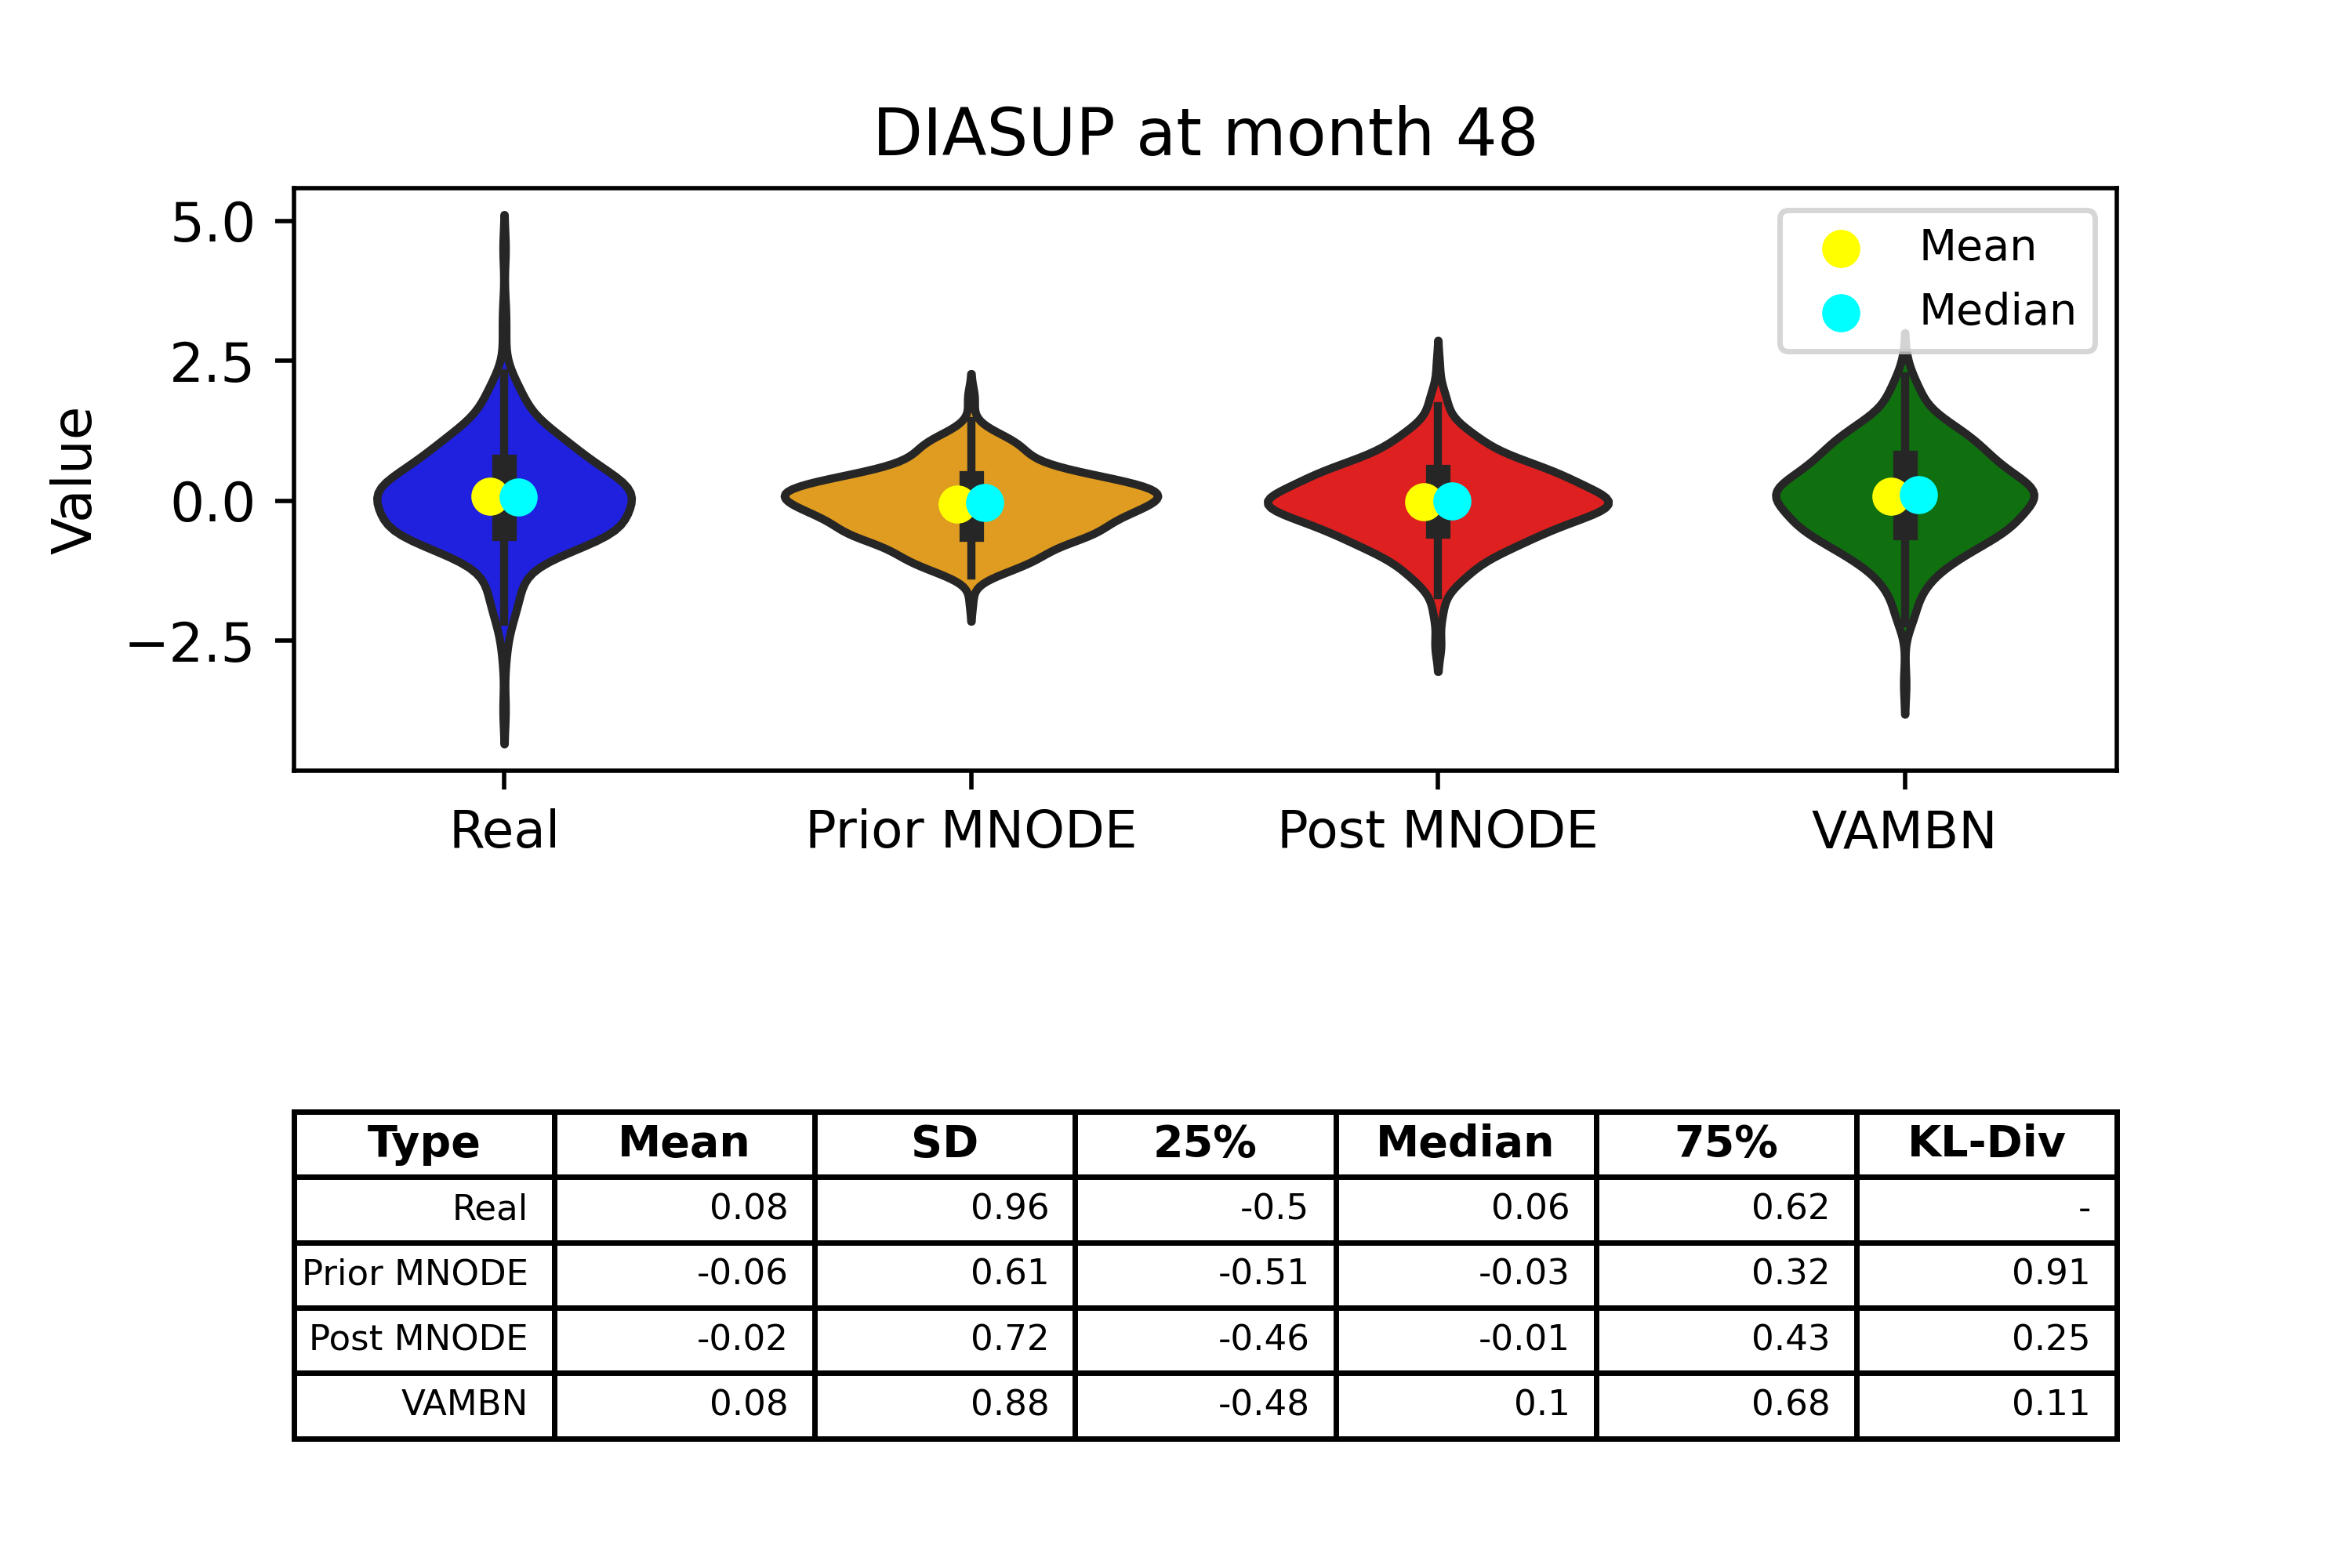 DIASUP at month 48
5.0
2.5
0.0
−2.5
Value
Mean
Median
Real Prior MNODE Post MNODE VAMBN
Type Mean SD 25% Median 75% KL-Div
Real 0.08 0.96 -0.5 0.06 0.62 -
Prior MNODE -0.06 0.61 -0.51 -0.03 0.32 0.91
Post MNODE -0.02 0.72 -0.46 -0.01 0.43 0.25
VAMBN 0.08 0.88 -0.48 0.1 0.68 0.11